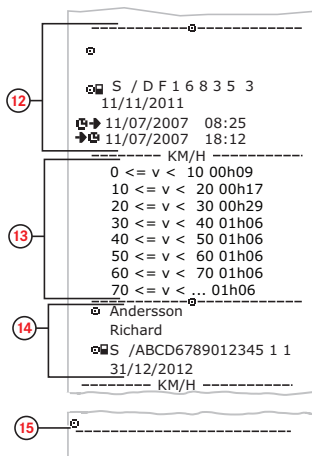 12
S / D F 1 6 8 3 5 3
11/11/2011
11/07/2007 08:25
11/07/2007 18:12
-------- KM/H --------
0 <= v < 10 00h09
10 <= v < 20 00h17
20 <= v < 30 00h29
30 <= v < 40 01h06
40 <= v < 50 01h06
50 <= v < 60 01h06
60 <= v < 70 01h06
70 <= v < ... 01h06
13
Andersson
Richard
S /ABCD6789012345 1 1
31/12/2012
-------- KM/H --------
14
15